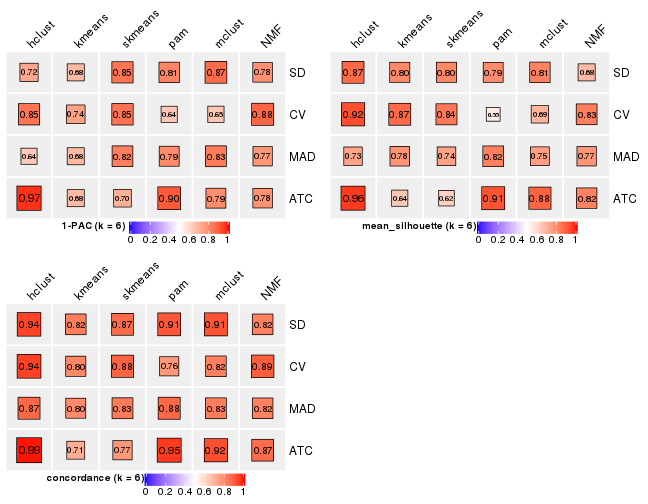 hclust kmeans skmeans pam mclust NMF
0.72 0.68 0.85 0.81 0.87 0.78 SD
0.85 0.74 0.85 0.64 0.65 0.88 CV
0.64 0.68 0.82 0.79 0.83 0.77 MAD
0.97 0.68 0.70 0.90 0.79 0.78 ATC
1-PAC (k = 6)
0 0.2 0.4 0.6 0.8 1
hclust kmeans skmeans pam mclust NMF
0.87 0.80 0.80 0.79 0.81 0.68 SD
0.92 0.87 0.84 0.55 0.69 0.83 CV
0.73 0.78 0.74 0.82 0.75 0.77 MAD
0.96 0.64 0.62 0.91 0.88 0.82 ATC
mean_silhouette (k = 6)
0 0.2 0.4 0.6 0.8 1
hclust kmeans skmeans pam mclust NMF
0.94 0.82 0.87 0.91 0.91 0.82 SD
0.94 0.80 0.88 0.76 0.82 0.89 CV
0.87 0.80 0.83 0.88 0.83 0.82 MAD
0.99 0.71 0.77 0.95 0.92 0.87 ATC
concordance (k = 6)
0 0.2 0.4 0.6 0.8 1